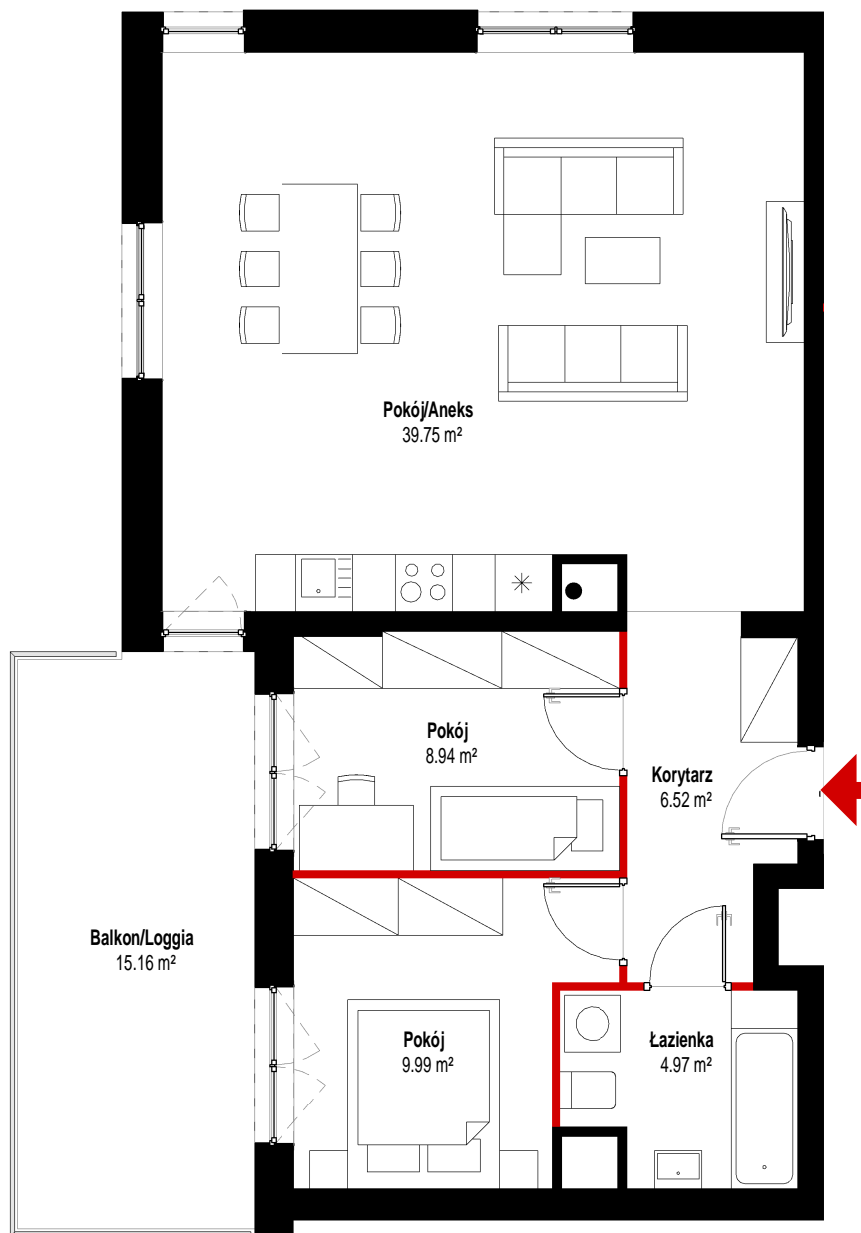 Pokój/Aneks
39.75 m²
Pokój
8.94 m²
Korytarz
6.52 m²
Balkon/Loggia
15.16 m²
Pokój
9.99 m²
Łazienka
4.97 m²